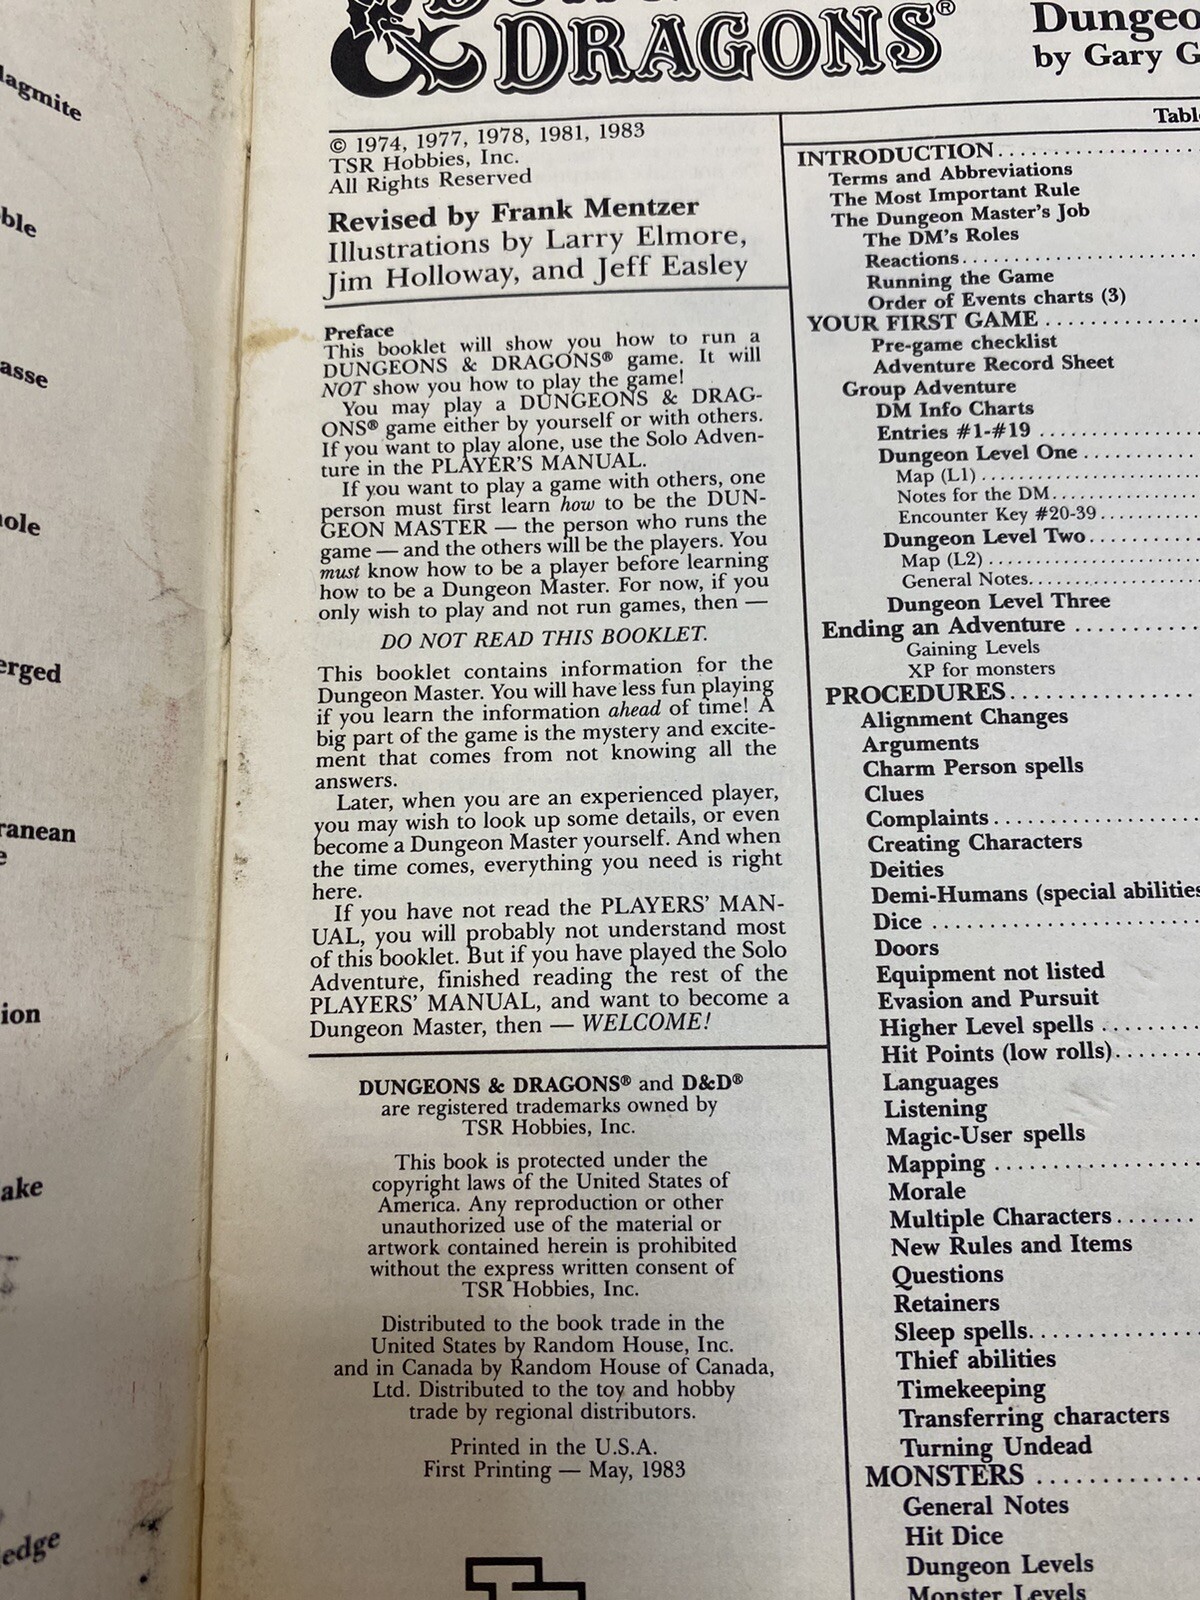 lagmite
ble
asse
ole
erged
ranean
e
ion
ake
edge
DRAGONS®
© 1974, 1977, 1978, 1981, 1983
TSR Hobbies, Inc.
All Rights Reserved
Revised by Frank Mentzer
Illustrations by Larry Elmore,
Jim Holloway, and Jeff Easley
Preface
This booklet will show you how to run a
DUNGEONS & DRAGONS® game. It will
NOT show you how to play the game!
You may play a DUNGEONS & DRAG-
ONS® game either by yourself or with others.
If you want to play alone, use the Solo Adven-
ture in the PLAYER'S MANUAL.
If you want to play a game with others, one
person must first learn how to be the DUN-
GEON MASTER — the person who runs the
game — and the others will be the players. You
must know how to be a player before learning
how to be a Dungeon Master. For now, if you
only wish to play and not run games, then —
DO NOT READ THIS BOOKLET.
This booklet contains information for the
Dungeon Master. You will have less fun playing
if you learn the information ahead of time! A
big part of the game is the mystery and excite-
ment that comes from not knowing all the
answers.
Later, when you are an experienced player,
you may wish to look up some details, or even
become a Dungeon Master yourself. And when
the time comes, everything you need is right
here.
If you have not read the PLAYERS' MAN-
UAL, you will probably not understand most
of this booklet. But if you have played the Solo
Adventure, finished reading the rest of the
PLAYERS' MANUAL, and want to become a
Dungeon Master, then — WELCOME!
DUNGEONS & DRAGONS® and D&D®
are registered trademarks owned by
TSR Hobbies, Inc.
This book is protected under the
copyright laws of the United States of
America. Any reproduction or other
unauthorized use of the material or
artwork contained herein is prohibited
without the express written consent of
TSR Hobbies, Inc.
Distributed to the book trade in the
United States by Random House, Inc.
and in Canada by Random House of Canada,
Ltd. Distributed to the toy and hobby
trade by regional distributors.
Printed in the U.S.A.
First Printing — May, 1983
Dungeo
by Gary G
Tabl
INTRODUCTION
Terms and Abbreviations
The Most Important Rule
The Dungeon Master's Job
The DM's Roles
Reactions
Running the Game
Order of Events charts (3)
YOUR FIRST GAME
Pre-game checklist
Adventure Record Sheet
Group Adventure
DM Info Charts
Entries #1-#19
Dungeon Level One
Map (L1)
Notes for the DM
Encounter Key #20-39
Dungeon Level Two
Map (L2)
General Notes
Dungeon Level Three
Ending an Adventure
Gaining Levels
XP for monsters
PROCEDURES
Alignment Changes
Arguments
Charm Person spells
Clues
Complaints
Creating Characters
Deities
Demi-Humans (special abilities
Dice
Doors
Equipment not listed
Evasion and Pursuit
Higher Level spells
Hit Points (low rolls)
Languages
Listening
Magic-User spells
Mapping
Morale
Multiple Characters
New Rules and Items
Questions
Retainers
Sleep spells
Thief abilities
Timekeeping
Transferring characters
Turning Undead
MONSTERS
General Notes
Hit Dice
Dungeon Levels
Monster Levels